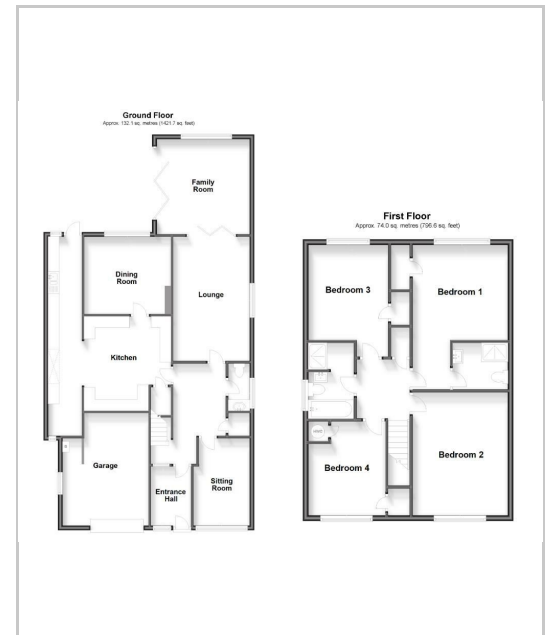 Ground Floor
Approx. 132.1 sq. metres (1421.7 sq. feet)
Family
Room
Dining
Room
Lounge
Kitchen
Garage
Entrance
Hall
Sitting
Room
First Floor
Approx. 74.0 sq. metres (796.6 sq. feet)
Bedroom 3
Bedroom 1
Bedroom 4
Bedroom 2